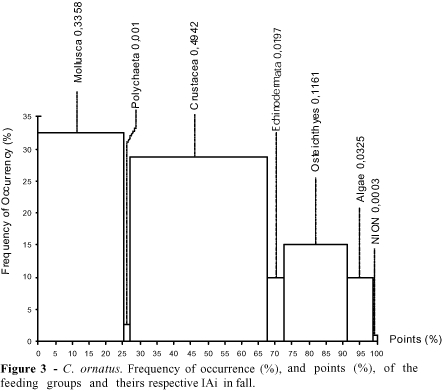 Mollusca 0,3358
Polychaeta 0,001
Crustacea 0,4942
Echinodermata 0,0197
Osteichthyes 0,1161
Algae 0,0325
NION 0,0003
Frequency of Occurrency (%)
35
30
25
20
15
10
5
0
0 5 10 15 20 25 30 35 40 45 50 55 60 65 70 75 80 85 90 95 100
Points (%)
Figure 3 - C. ornatus. Frequency of occurrence (%), and points (%), of the
feeding groups and theirs respective IAi in fall.